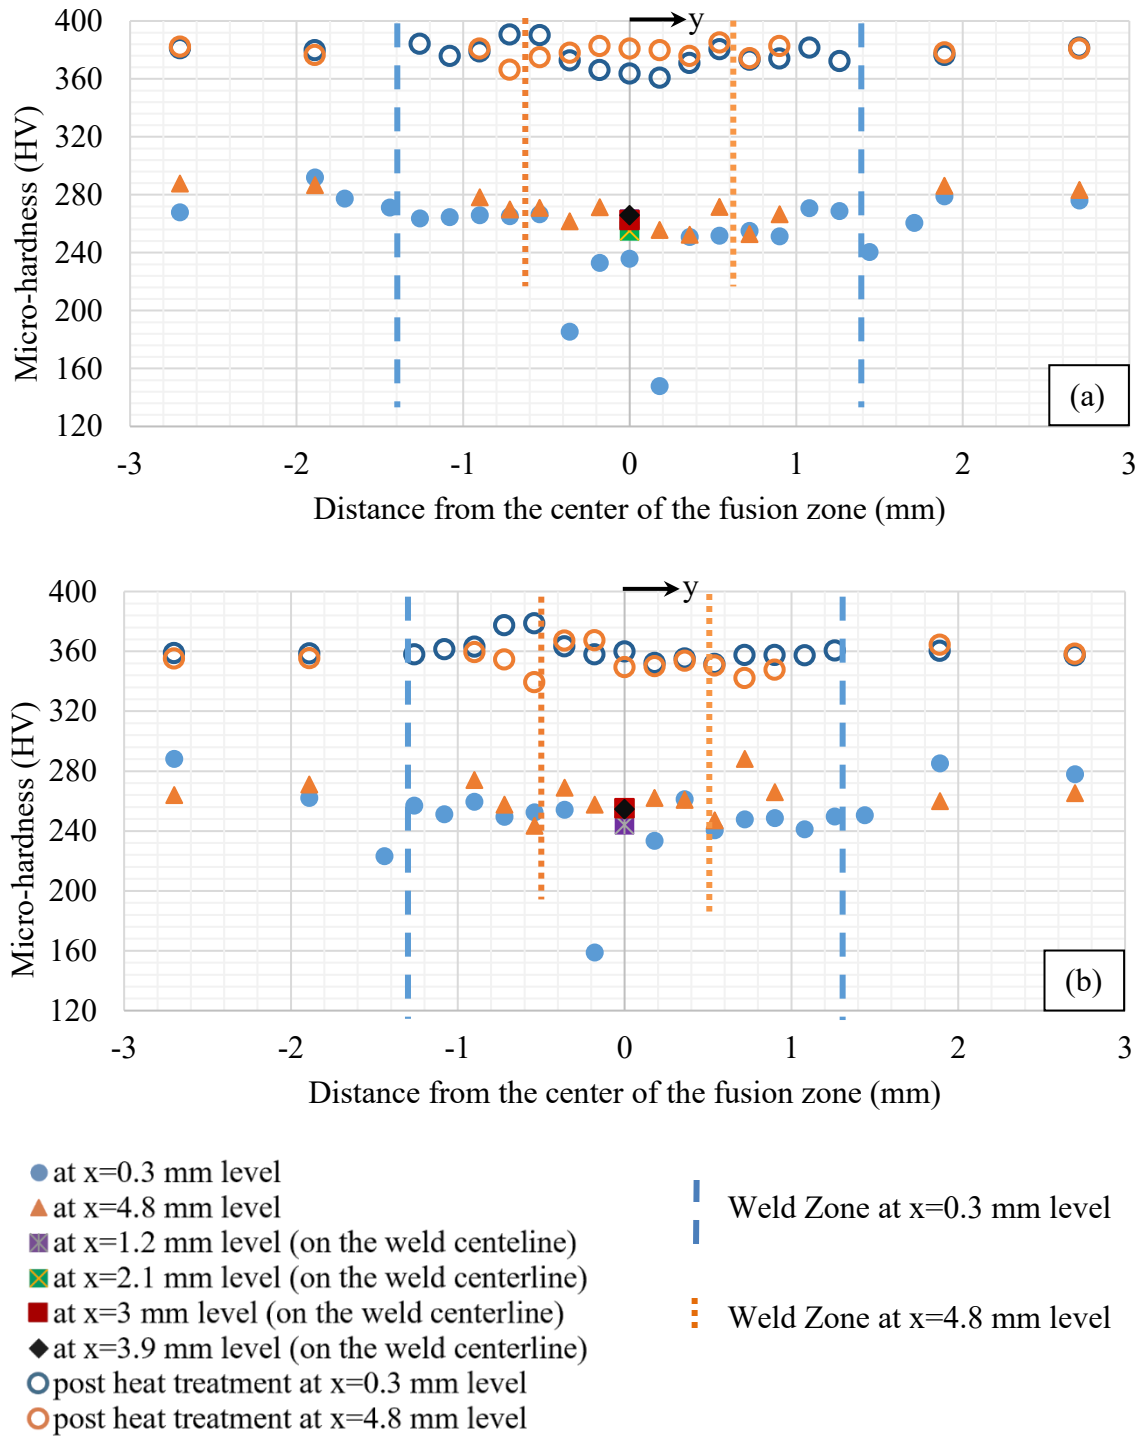 y
400
360
320
280
240
200
160
120
Micro-hardness (HV)
(a)
-3 -2 -1 0 1 2 3
Distance from the center of the fusion zone (mm)
y
400
360
320
280
240
200
160
120
Micro-hardness (HV)
(b)
-3 -2 -1 0 1 2 3
Distance from the center of the fusion zone (mm)
at x=0.3 mm level
at x=4.8 mm level
at x=1.2 mm level (on the weld centeline)
at x=2.1 mm level (on the weld centerline)
at x=3 mm level (on the weld centerline)
at x=3.9 mm level (on the weld centerline)
post heat treatment at x=0.3 mm level
post heat treatment at x=4.8 mm level
Weld Zone at x=0.3 mm level
Weld Zone at x=4.8 mm level